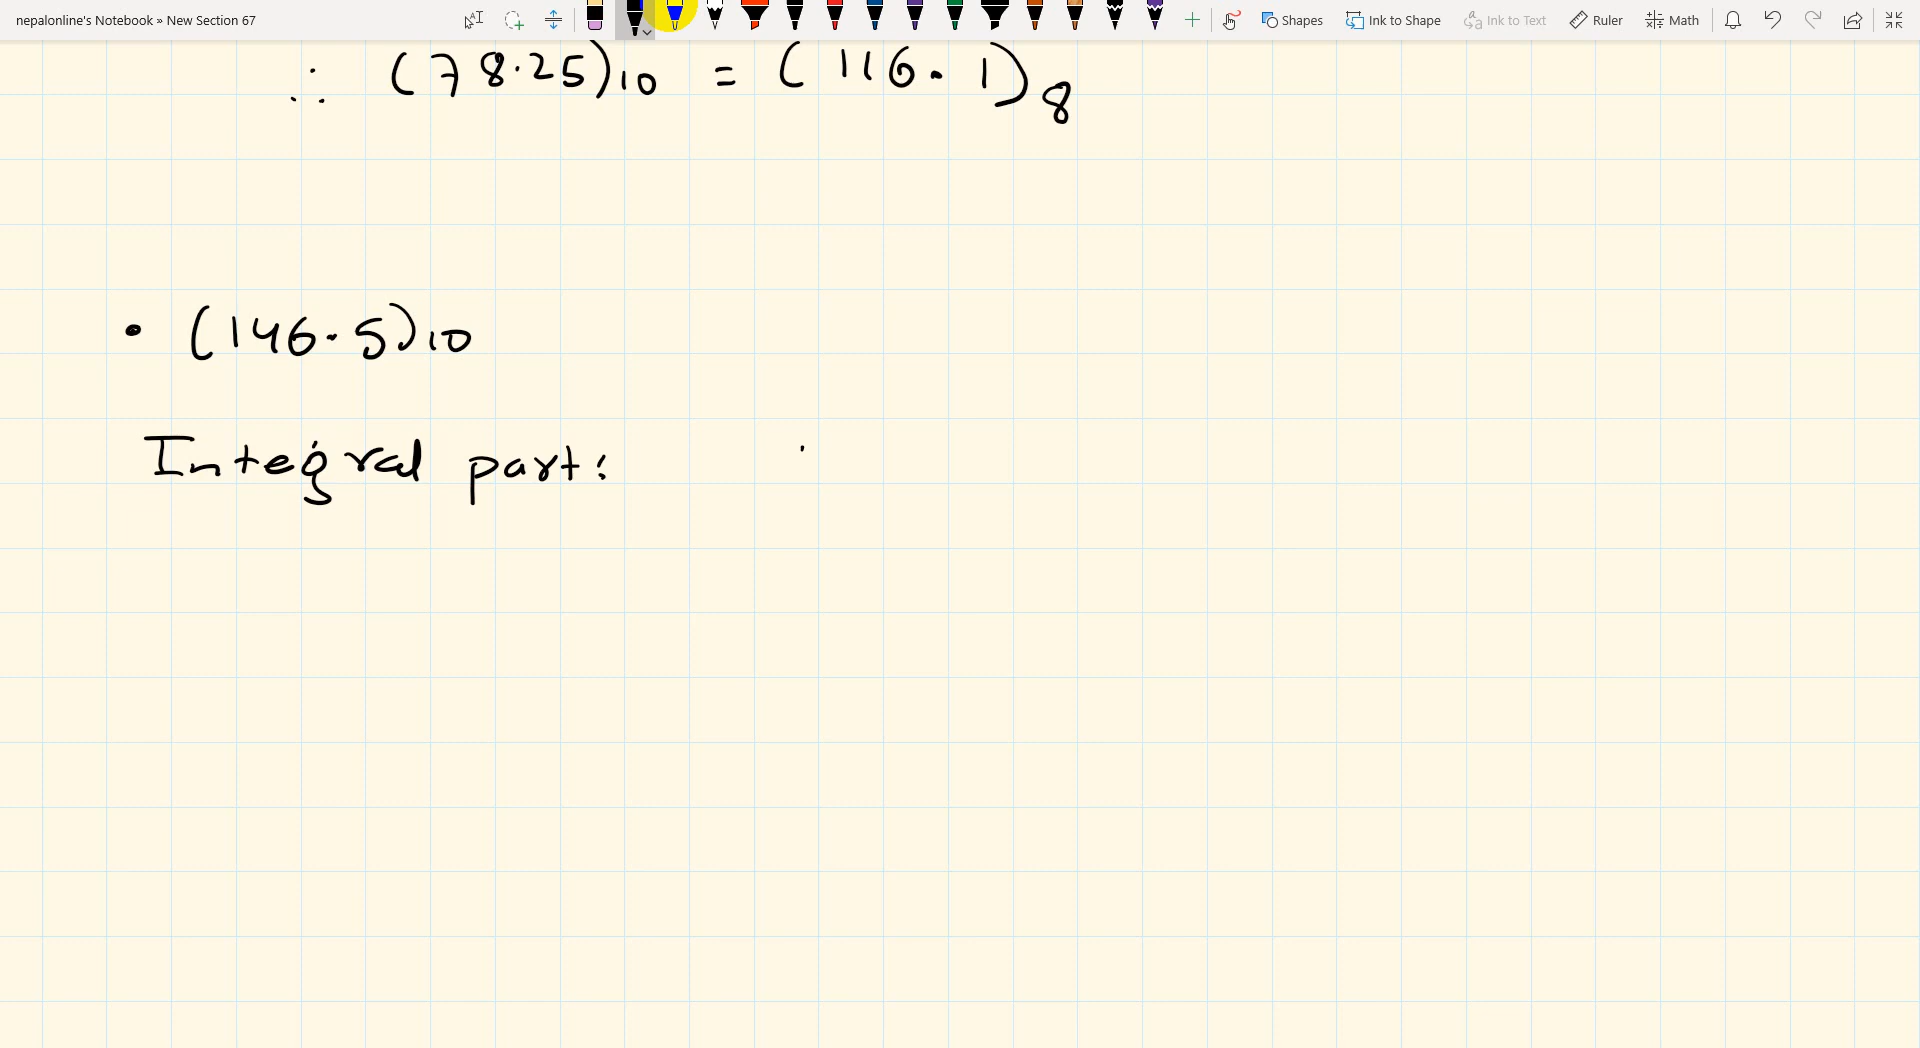 nepalonline's Notebook » New Section 67
Shapes
Ink to Shape
Ink to Text
Ruler
Math
∴ (78.25)₁₀ = (116.1)₈
• (146.5)₁₀
Integral part: